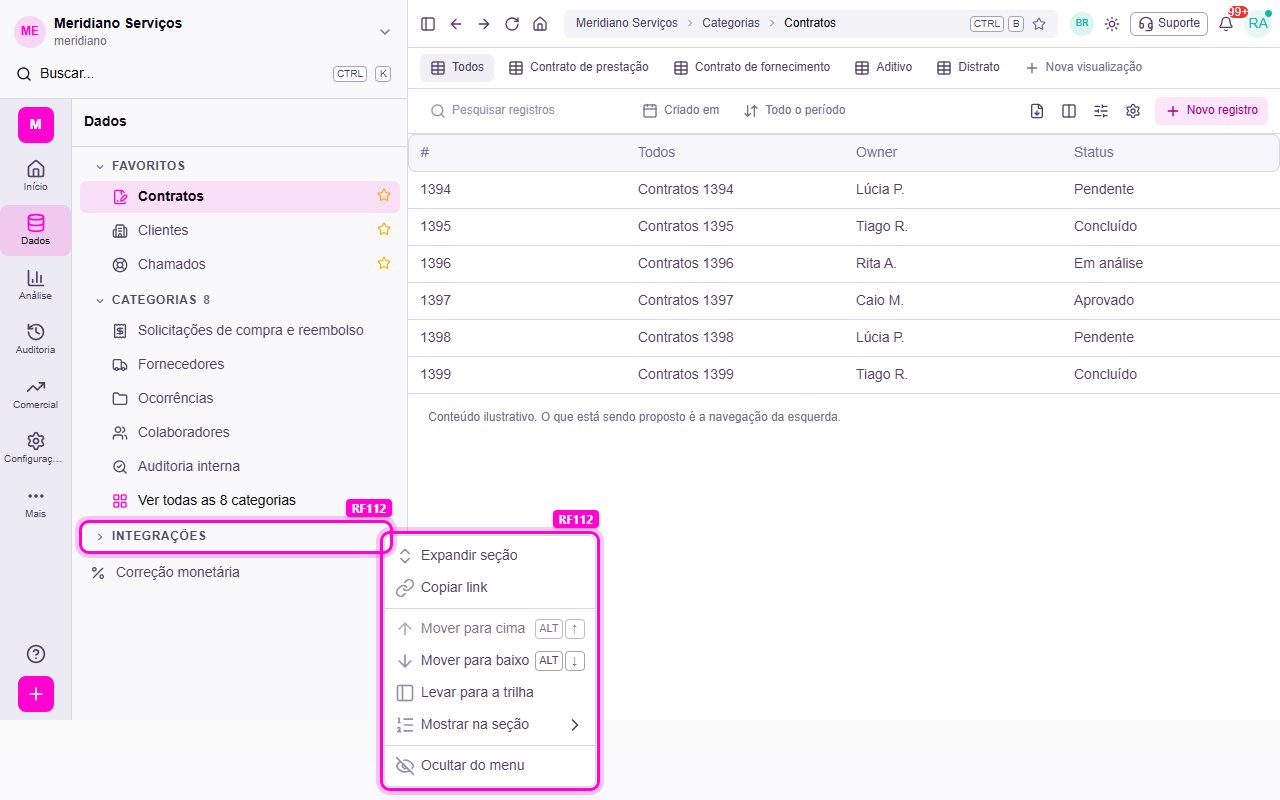 ME
Meridiano Serviços
meridiano
Buscar...
CTRL K
M
Início
Dados
Análise
Auditoria
Comercial
Configuraç...
Mais
Dados
FAVORITOS
Contratos
Clientes
Chamados
CATEGORIAS 8
Solicitações de compra e reembolso
Fornecedores
Ocorrências
Colaboradores
Auditoria interna
Ver todas as 8 categorias
RF112
INTEGRAÇÕES
Correção monetária
Meridiano Serviços Categorias Contratos
CTRL B
BR
Suporte
99+
RA
Todos Contrato de prestação Contrato de fornecimento Aditivo Distrato Nova visualização
Pesquisar registros Criado em Todo o período Novo registro
# Todos Owner Status
1394 Contratos 1394 Lúcia P. Pendente
1395 Contratos 1395 Tiago R. Concluído
1396 Contratos 1396 Rita A. Em análise
1397 Contratos 1397 Caio M. Aprovado
1398 Contratos 1398 Lúcia P. Pendente
1399 Contratos 1399 Tiago R. Concluído
Conteúdo ilustrativo. O que está sendo proposto é a navegação da esquerda.
RF112
Expandir seção
Copiar link
Mover para cima ALT ↑
Mover para baixo ALT ↓
Levar para a trilha
Mostrar na seção
Ocultar do menu